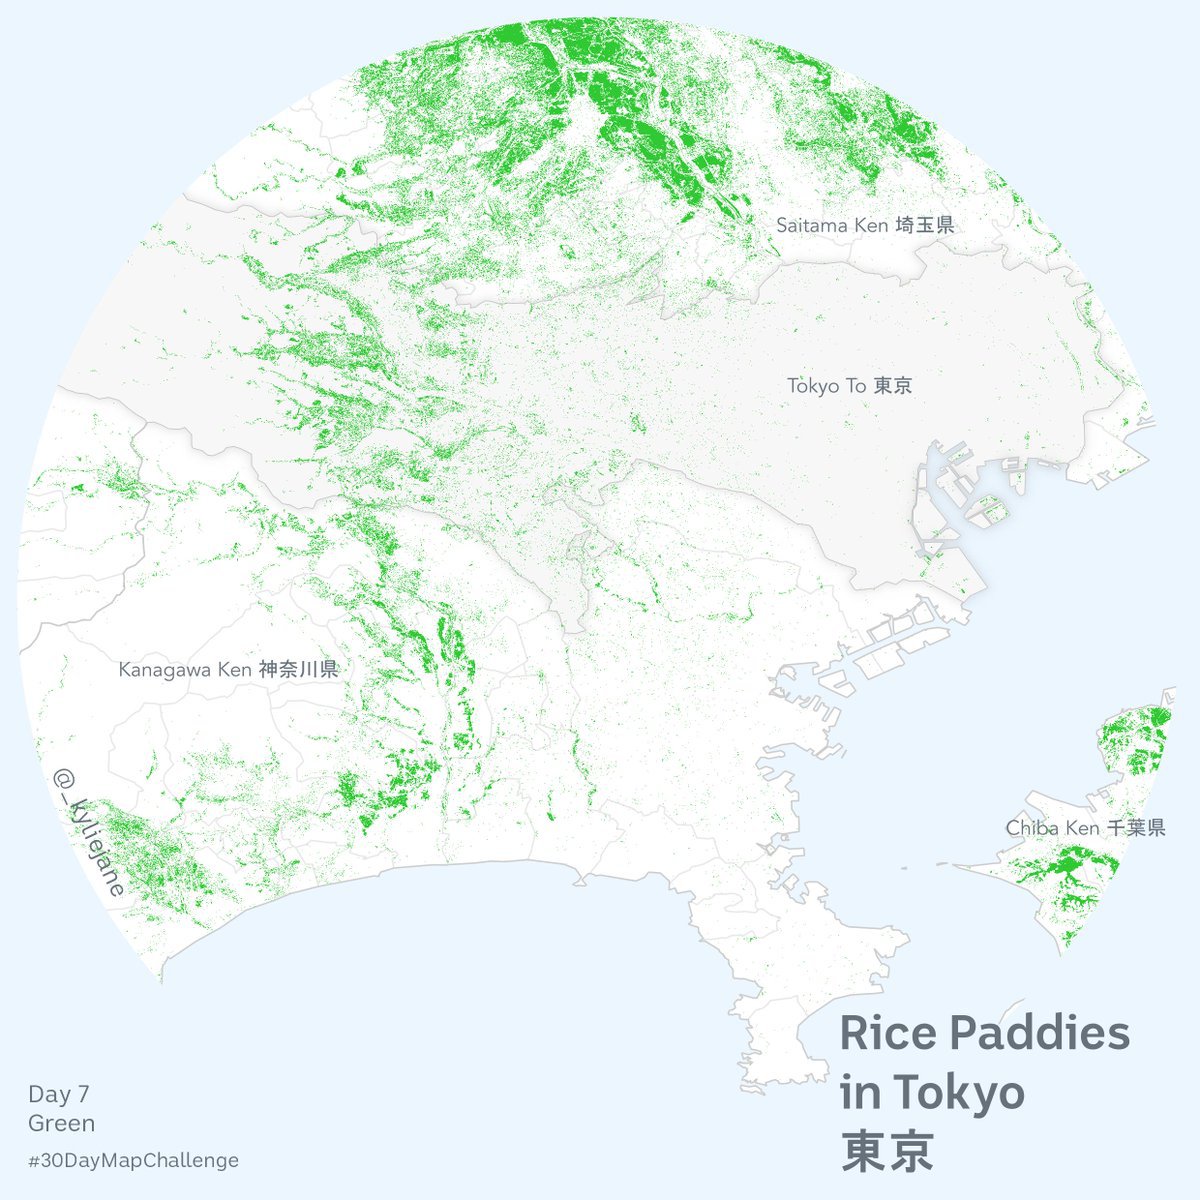 Saitama Ken 埼玉県
Tokyo To 東京
Kanagawa Ken 神奈川県
@_kyliejane
Chiba Ken 千葉県
Rice Paddies
in Tokyo
東京
Day 7
Green
#30DayMapChallenge